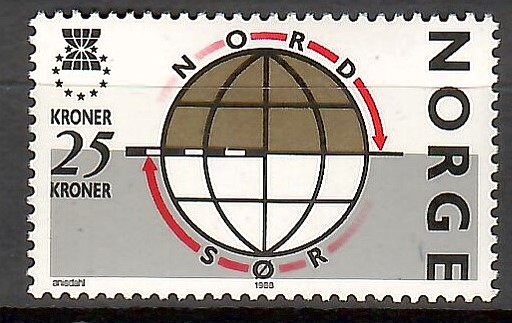 KRONER
25
KRONER
NORD
SØR
NORGE
anisdahl
1988